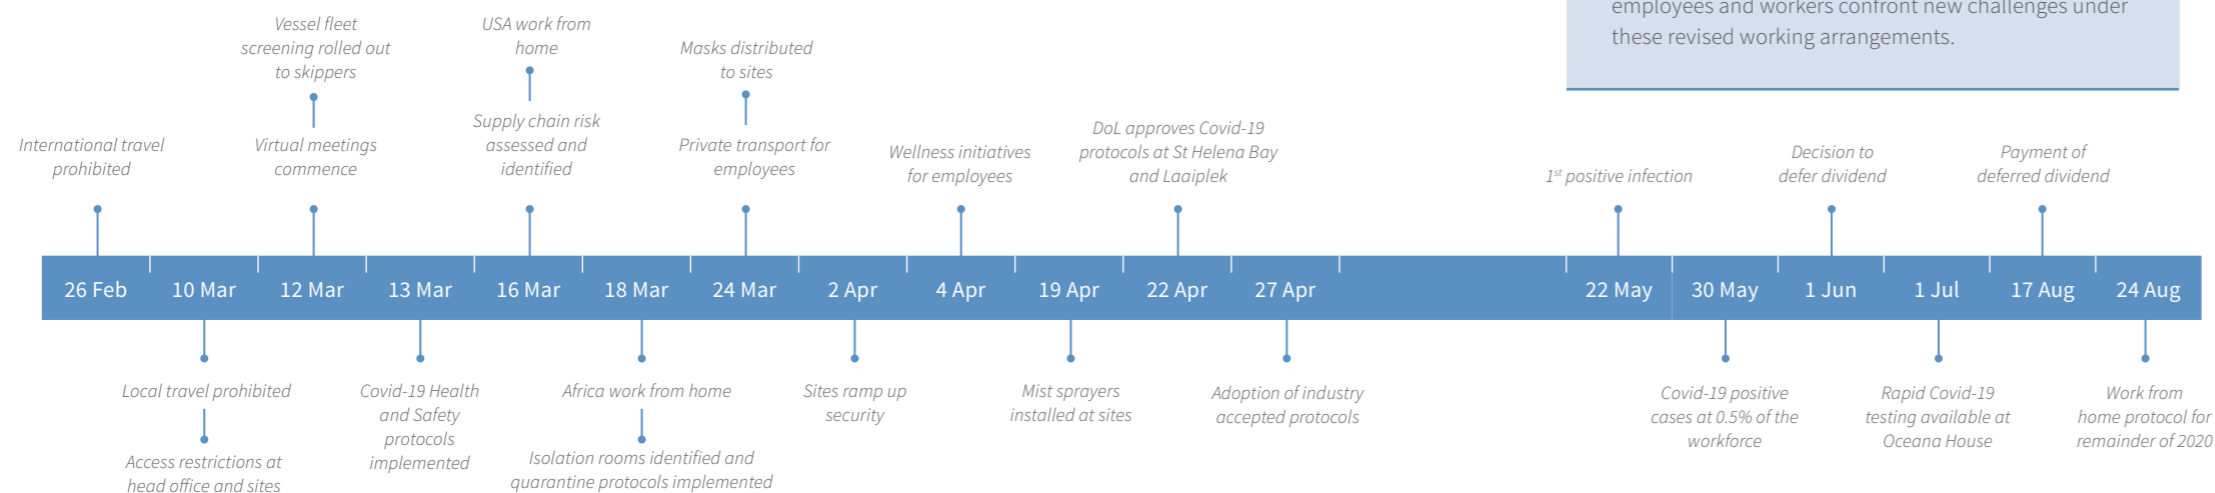 employees and workers confront new challenges under
these revised working arrangements.
Vessel fleet
screening rolled out
to skippers
USA work from
home
Masks distributed
to sites
International travel
prohibited
Virtual meetings
commence
Supply chain risk
assessed and
identified
Private transport for
employees
Wellness initiatives
for employees
DoL approves Covid-19
protocols at St Helena Bay
and Laaiplek
1st positive infection
Decision to
defer dividend
Payment of
deferred dividend
26 Feb 10 Mar 12 Mar 13 Mar 16 Mar 18 Mar 24 Mar 2 Apr 4 Apr 19 Apr 22 Apr 27 Apr 22 May 30 May 1 Jun 1 Jul 17 Aug 24 Aug
Local travel prohibited
Access restrictions at
head office and sites
Covid-19 Health
and Safety
protocols
implemented
Africa work from home
Isolation rooms identified and
quarantine protocols implemented
Sites ramp up
security
Mist sprayers
installed at sites
Adoption of industry
accepted protocols
Covid-19 positive
cases at 0.5% of the
workforce
Rapid Covid-19
testing available at
Oceana House
Work from
home protocol for
remainder of 2020